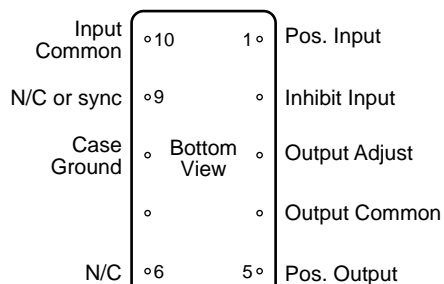 Input
Common
10
1
Pos. Input
N/C or sync
9
Inhibit Input
Case
Ground
Bottom
View
Output Adjust
Output Common
N/C
6
5
Pos. Output